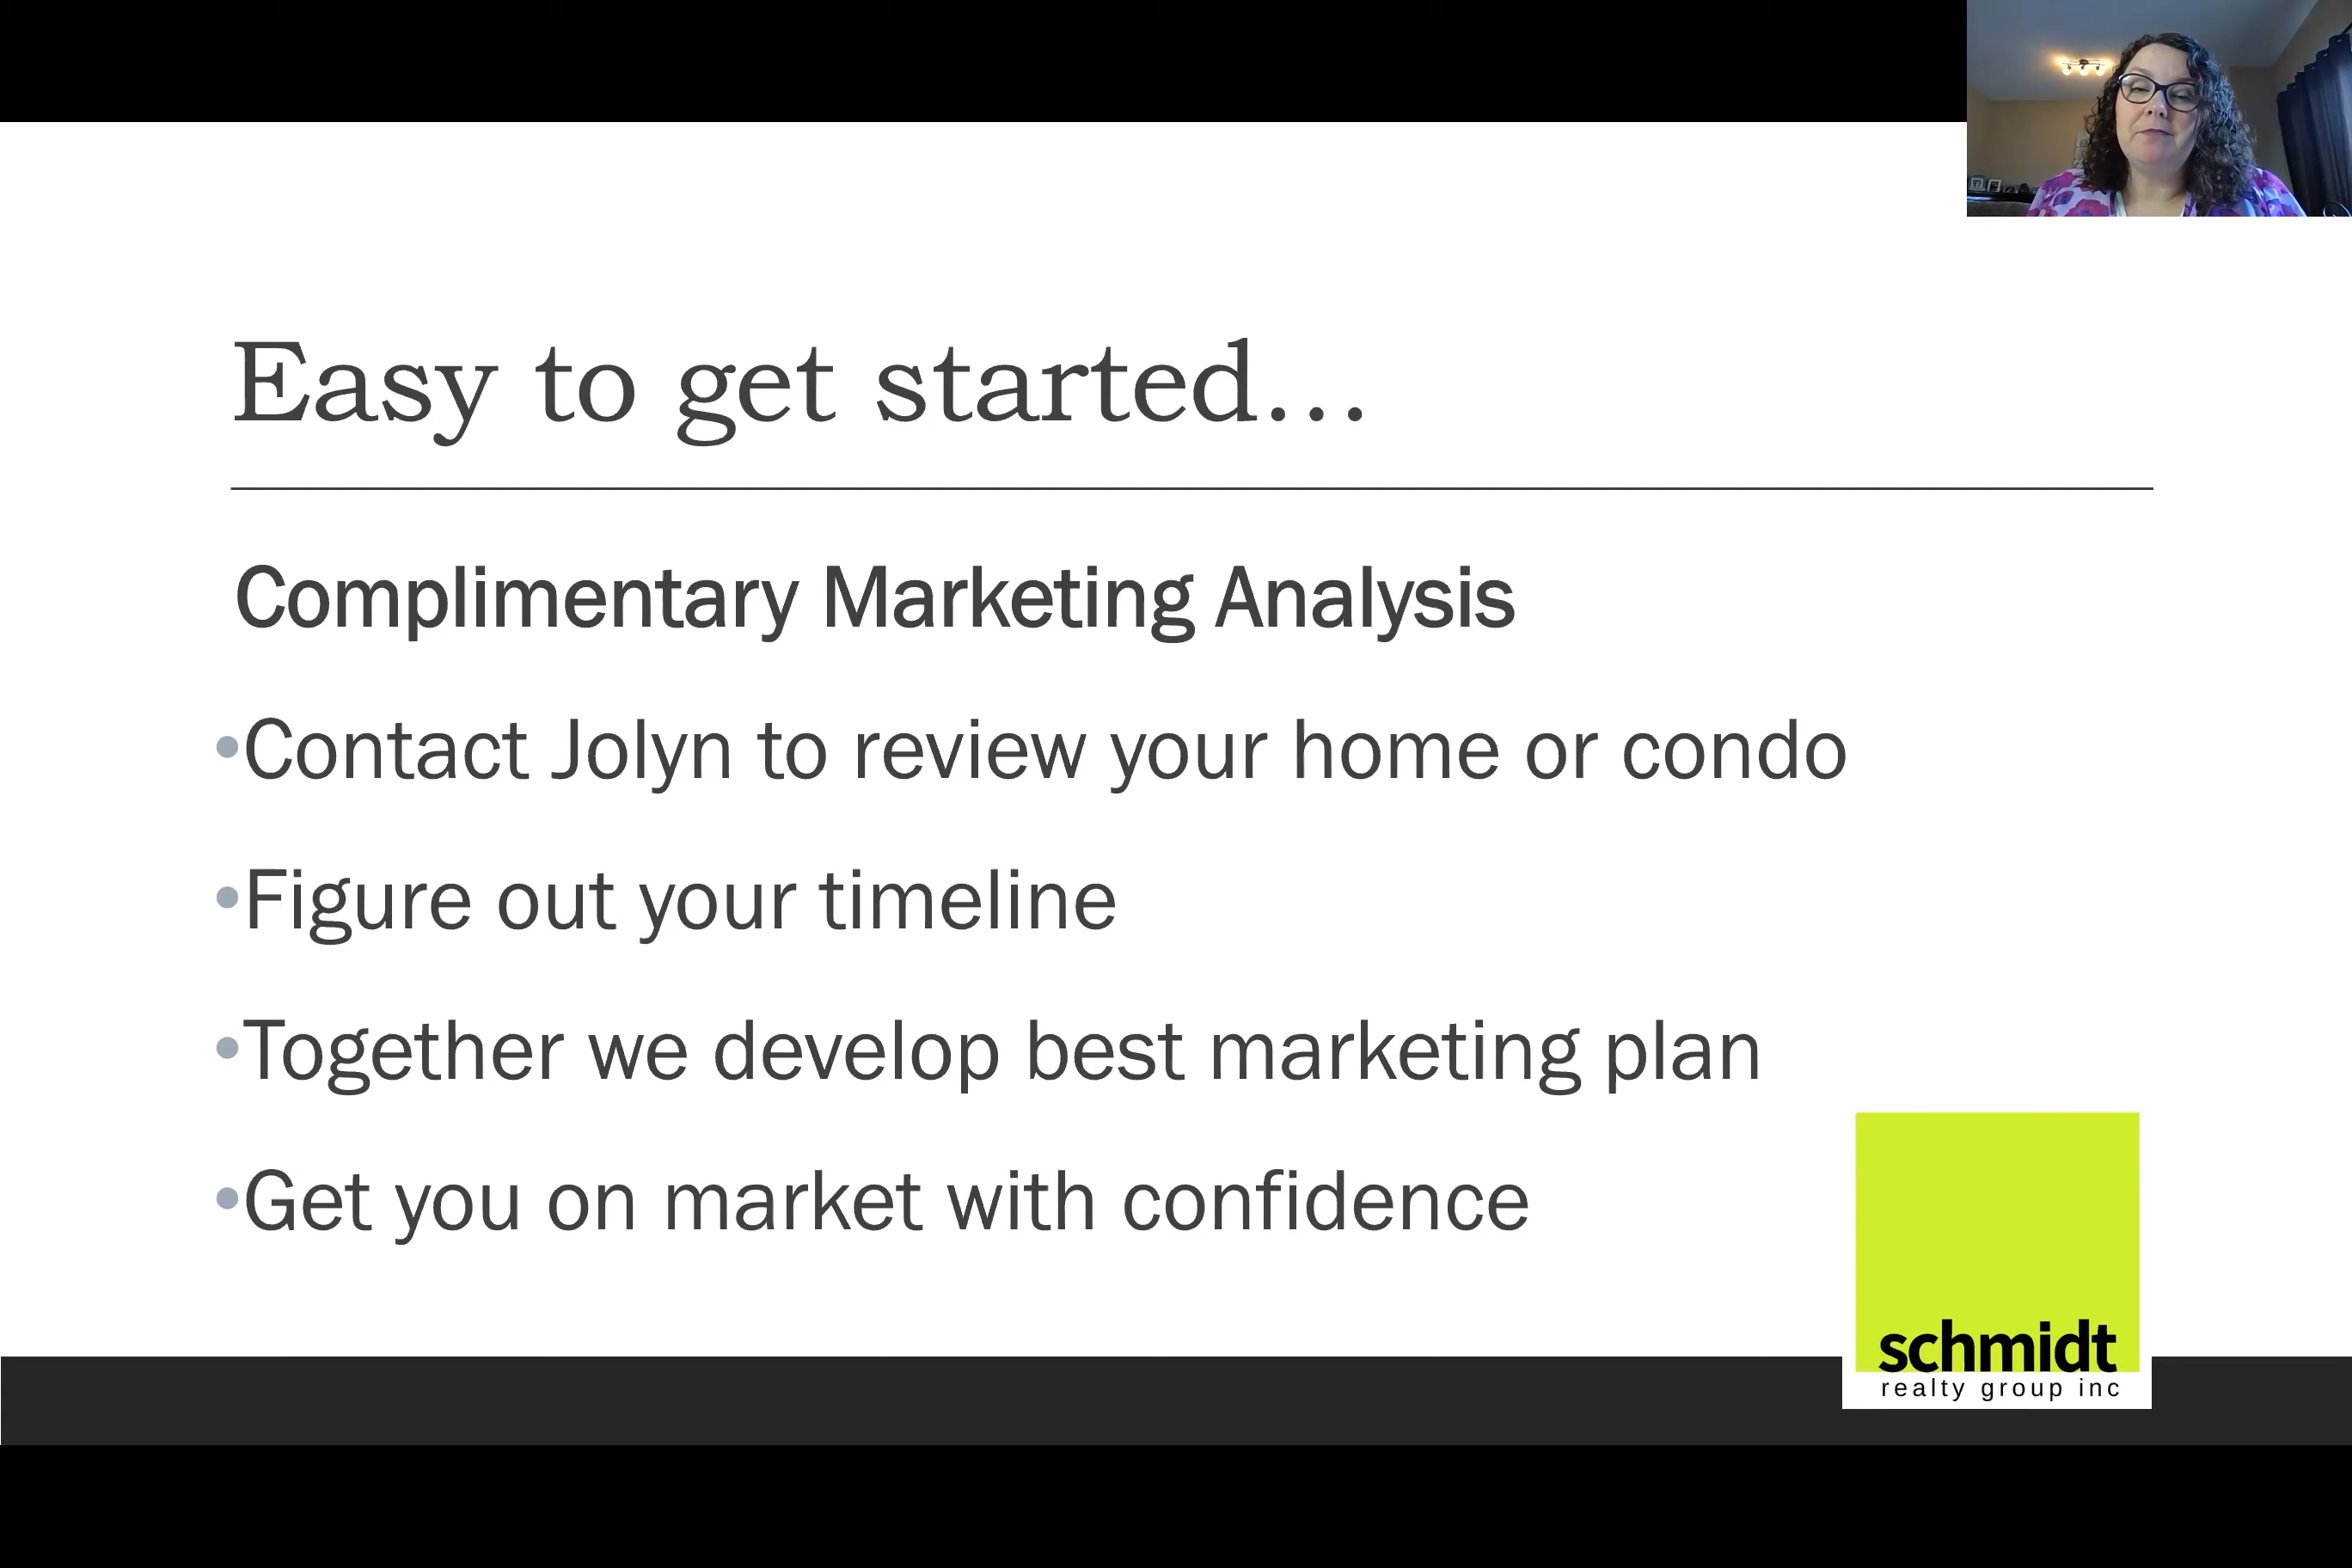 Easy to get started…
Complimentary Marketing Analysis
•Contact Jolyn to review your home or condo
•Figure out your timeline
•Together we develop best marketing plan
•Get you on market with confidence
schmidt
realty group inc